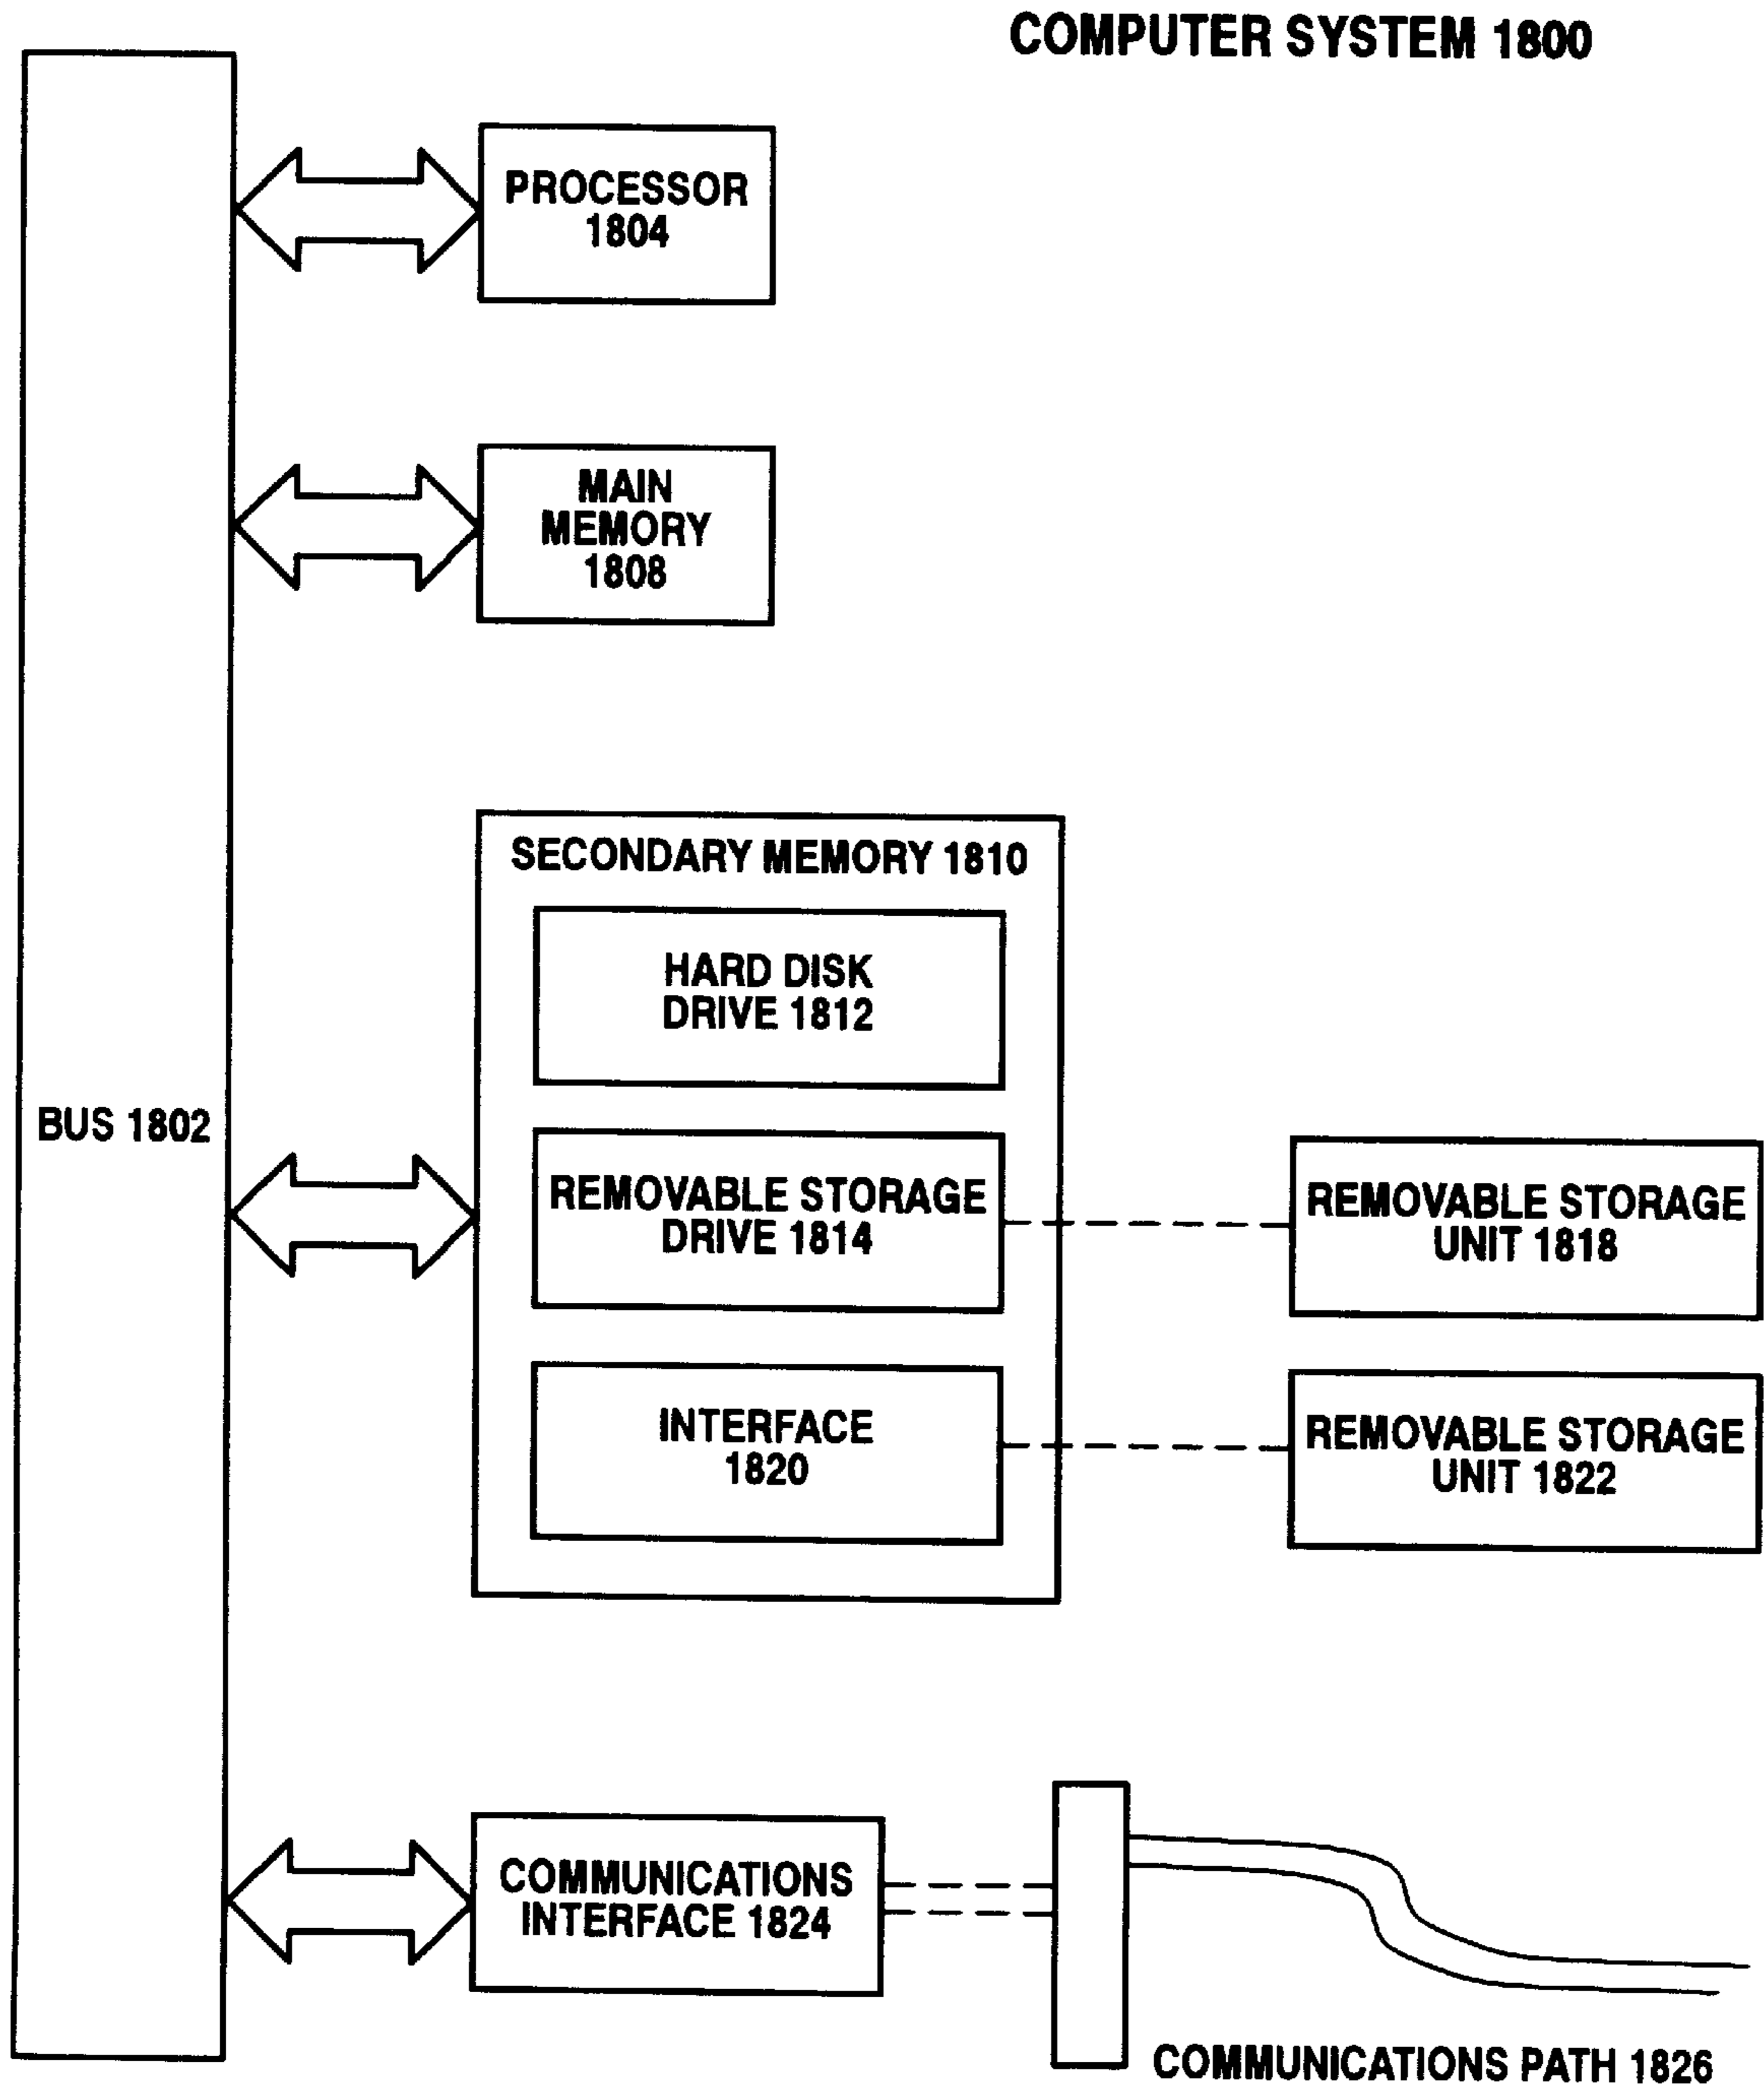 COMPUTER SYSTEM 1800
PROCESSOR
1804
MAIN
MEMORY
1808
SECONDARY MEMORY 1810
HARD DISK
DRIVE 1812
BUS 1802
REMOVABLE STORAGE
DRIVE 1814
REMOVABLE STORAGE
UNIT 1818
INTERFACE
1820
REMOVABLE STORAGE
UNIT 1822
COMMUNICATIONS
INTERFACE 1824
COMMUNICATIONS PATH 1826